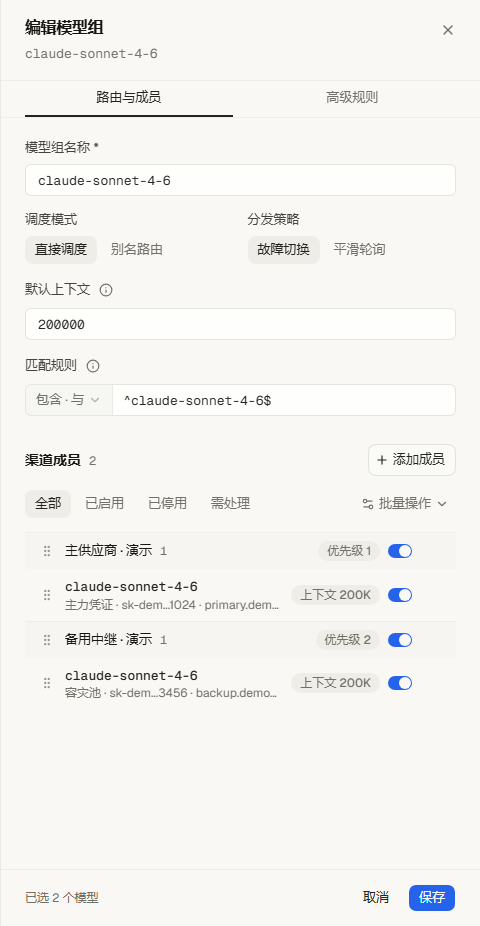 编辑模型组
claude-sonnet-4-6
路由与成员 高级规则
模型组名称 *
claude-sonnet-4-6
调度模式 分发策略
直接调度 别名路由 故障切换 平滑轮询
默认上下文
200000
匹配规则
包含 · 与 ^claude-sonnet-4-6$
渠道成员 2 添加成员
全部 已启用 已停用 需处理 批量操作
主供应商 · 演示 1 优先级 1
claude-sonnet-4-6 上下文 200K
主力凭证 · sk-dem…1024 · primary.dem…
备用中继 · 演示 1 优先级 2
claude-sonnet-4-6 上下文 200K
容灾池 · sk-dem…3456 · backup.demo…
已选 2 个模型 取消 保存